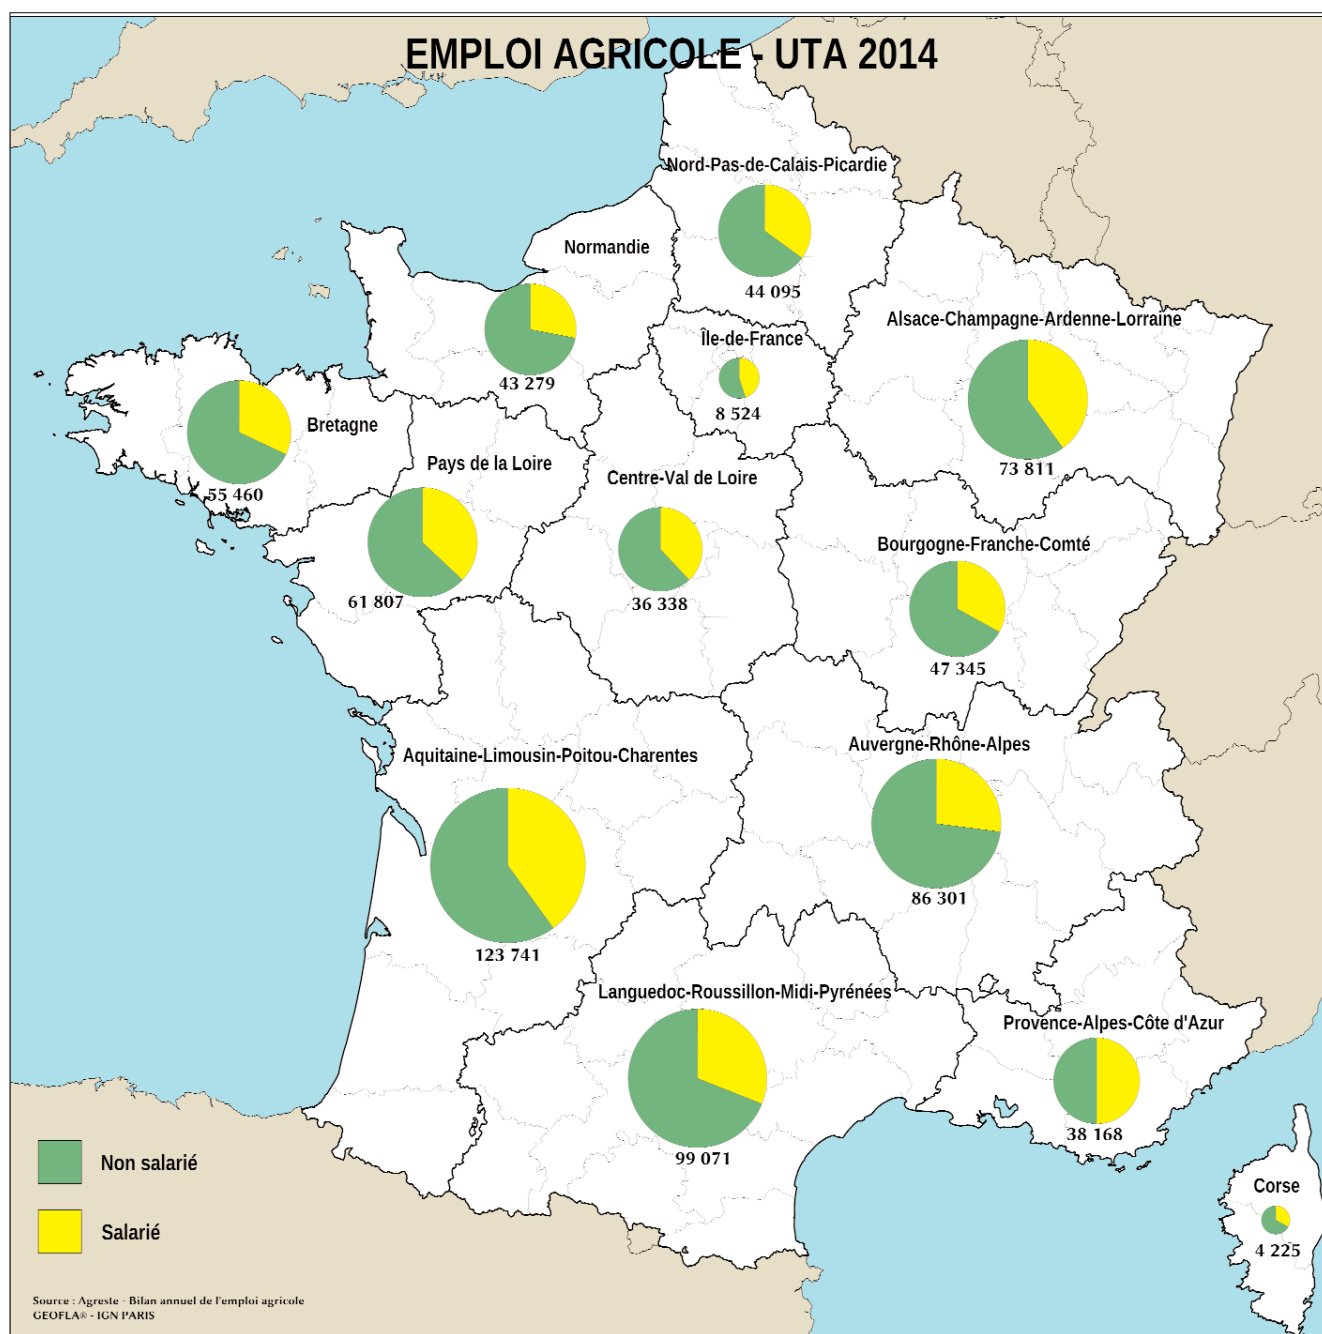 EMPLOI AGRICOLE - UTA 2014
Nord-Pas-de-Calais-Picardie
44 095
Normandie
43 279
Île-de-France
8 524
Alsace-Champagne-Ardenne-Lorraine
73 811
Bretagne
55 460
Pays de la Loire
61 807
Centre-Val de Loire
36 338
Bourgogne-Franche-Comté
47 345
Aquitaine-Limousin-Poitou-Charentes
123 741
Auvergne-Rhône-Alpes
86 301
Languedoc-Roussillon-Midi-Pyrénées
99 071
Provence-Alpes-Côte d'Azur
38 168
Corse
4 225
Non salarié
Salarié
Source : Agreste - Bilan annuel de l'emploi agricole
GEOFLA® - IGN PARIS